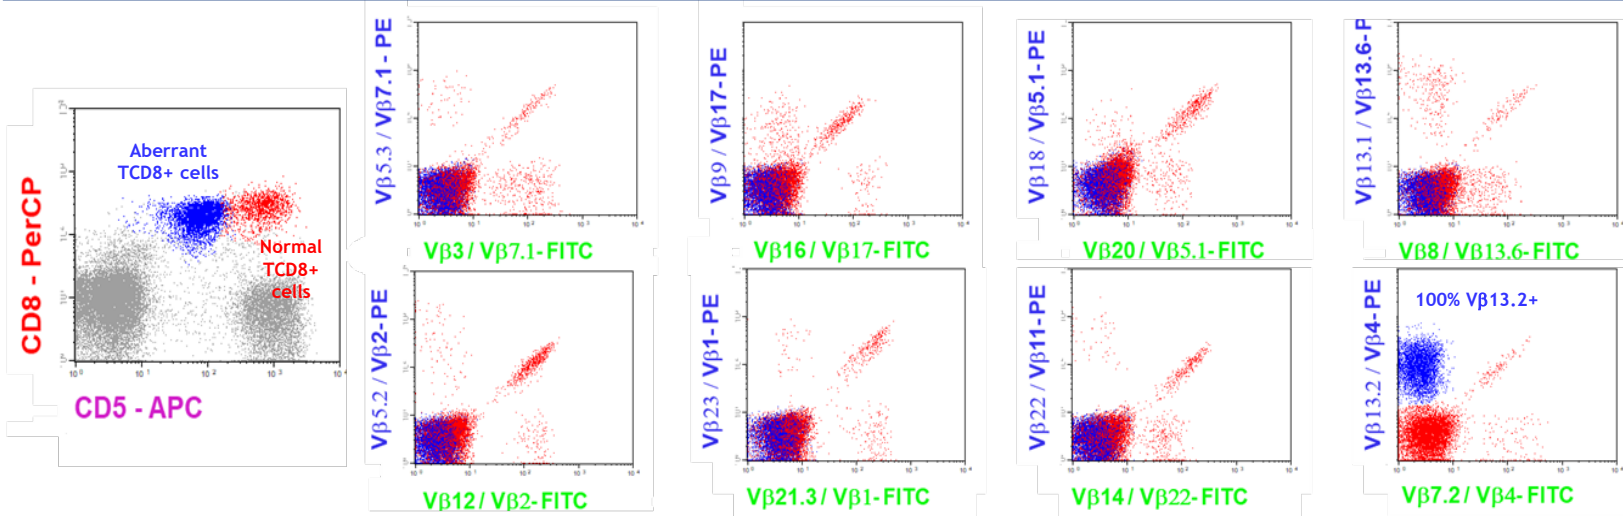 CD8 - PerCP
Aberrant
TCD8+ cells
Normal
TCD8+
cells
CD5 - APC
Vβ5.3 / Vβ7.1- PE
Vβ3 / Vβ7.1- FITC
Vβ9 / Vβ17- PE
Vβ16 / Vβ17- FITC
Vβ18 / Vβ5.1- PE
Vβ20 / Vβ5.1- FITC
Vβ13.1 / Vβ13.6- P
Vβ8 / Vβ13.6- FITC
Vβ5.2 / Vβ2- PE
Vβ12 / Vβ2- FITC
Vβ23 / Vβ1- PE
Vβ21.3 / Vβ1- FITC
Vβ22 / Vβ11- PE
Vβ14 / Vβ22- FITC
Vβ13.2 / Vβ4- PE
100% Vβ13.2+
Vβ7.2 / Vβ4- FITC